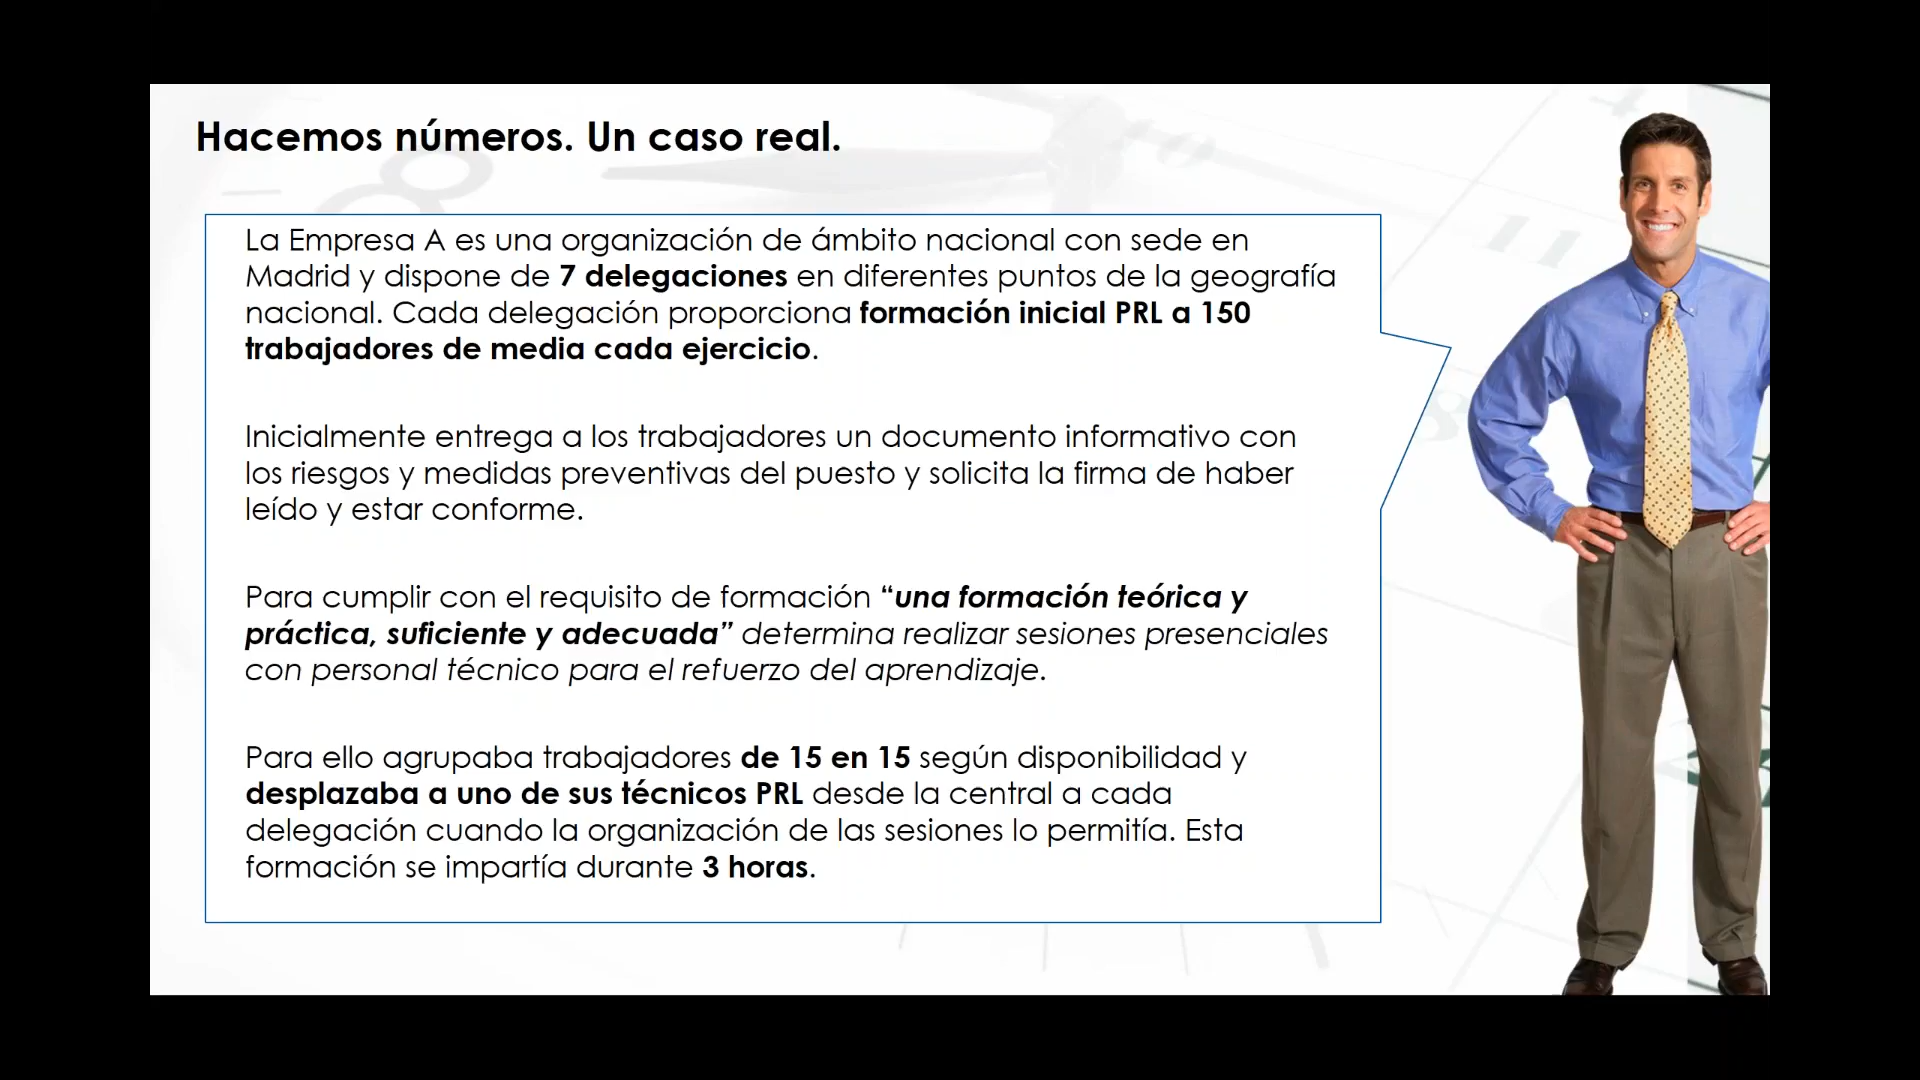 Hacemos números. Un caso real.
La Empresa A es una organización de ámbito nacional con sede en
Madrid y dispone de 7 delegaciones en diferentes puntos de la geografía
nacional. Cada delegación proporciona formación inicial PRL a 150
trabajadores de media cada ejercicio.
Inicialmente entrega a los trabajadores un documento informativo con
los riesgos y medidas preventivas del puesto y solicita la firma de haber
leído y estar conforme.
Para cumplir con el requisito de formación “una formación teórica y
práctica, suficiente y adecuada” determina realizar sesiones presenciales
con personal técnico para el refuerzo del aprendizaje.
Para ello agrupaba trabajadores de 15 en 15 según disponibilidad y
desplazaba a uno de sus técnicos PRL desde la central a cada
delegación cuando la organización de las sesiones lo permitía. Esta
formación se impartía durante 3 horas.
8
10
4
11
18